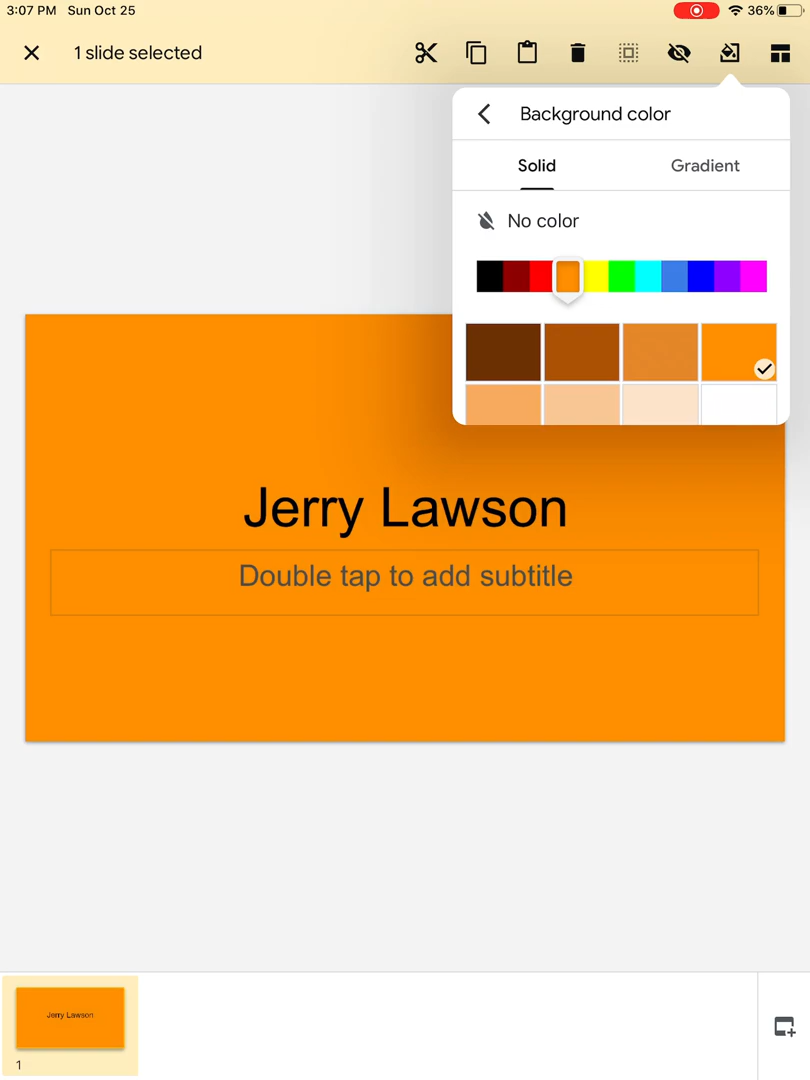 3:07 PM Sun Oct 25
36%
1 slide selected
Background color
Solid Gradient
No color
Jerry Lawson
Double tap to add subtitle
Jerry Lawson
1